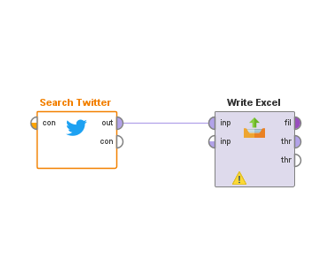 Search Twitter
con
out
con
Write Excel
inp
fil
inp
thr
thr